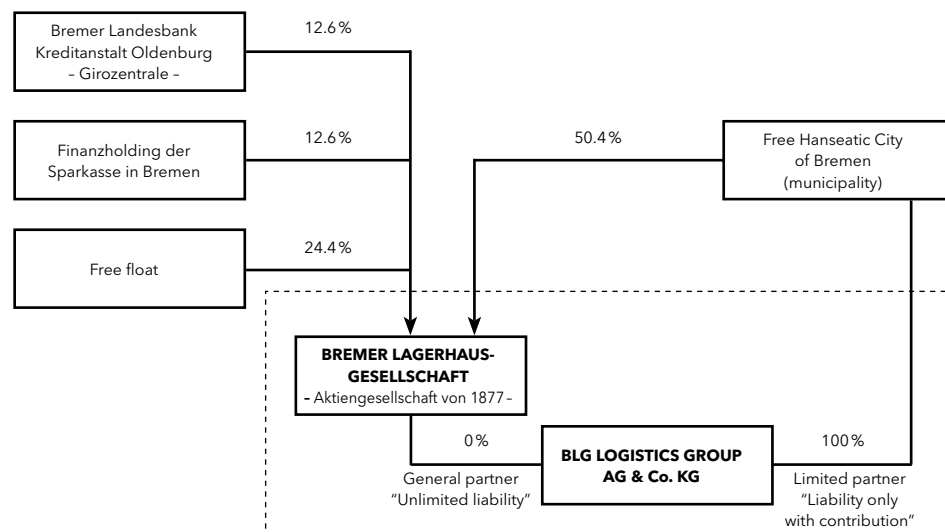 Bremer Landesbank
Kreditanstalt Oldenburg
– Girozentrale –
12.6 %
Finanzholding der
Sparkasse in Bremen
12.6 %
50.4 %
Free Hanseatic City
of Bremen
(municipality)
Free float
24.4 %
BREMER LAGERHAUS-
GESELLSCHAFT
– Aktiengesellschaft von 1877 –
0 %
BLG LOGISTICS GROUP
AG & Co. KG
100 %
General partner
“Unlimited liability”
Limited partner
“Liability only
with contribution”